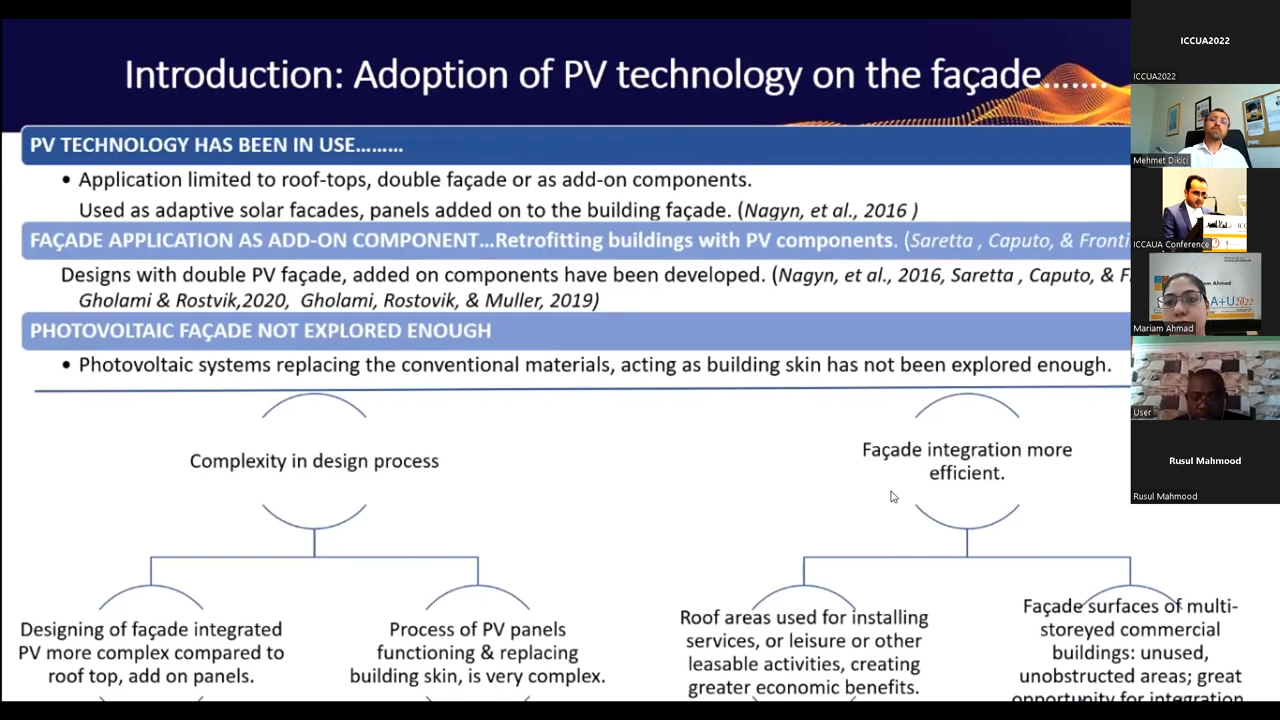 Introduction: Adoption of PV technology on the façade.......
PV TECHNOLOGY HAS BEEN IN USE.........
• Application limited to roof-tops, double façade or as add-on components.
Used as adaptive solar facades, panels added on to the building façade. (Nagyn, et al., 2016 )
FAÇADE APPLICATION AS ADD-ON COMPONENT...Retrofitting buildings with PV components. (Saretta , Caputo, & Fronti
Designs with double PV façade, added on components have been developed. (Nagyn, et al., 2016, Saretta , Caputo, & F
Gholami & Rostvik,2020, Gholami, Rostovik, & Muller, 2019)
PHOTOVOLTAIC FAÇADE NOT EXPLORED ENOUGH
• Photovoltaic systems replacing the conventional materials, acting as building skin has not been explored enough.
Complexity in design process
Façade integration more
efficient.
Designing of façade integrated
PV more complex compared to
roof top, add on panels.
Process of PV panels
functioning & replacing
building skin, is very complex.
Roof areas used for installing
services, or leisure or other
leasable activities, creating
greater economic benefits.
Façade surfaces of multi-
storeyed commercial
buildings: unused,
unobstructed areas; great
opportunity for integration
ICCUA2022
ICCUA2022
Mehmet Dikici
ICCAUA Conference
Mariam Ahmad
User
Rusul Mahmood
Rusul Mahmood